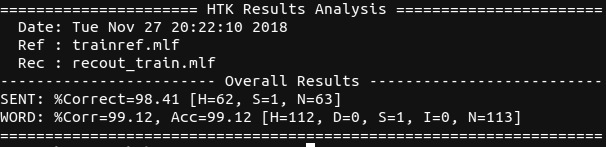 ====================== HTK Results Analysis =======================
  Date: Tue Nov 27 20:22:10 2018
  Ref : trainref.mlf
  Rec : recout_train.mlf
------------------------ Overall Results --------------------------
SENT: %Correct=98.41 [H=62, S=1, N=63]
WORD: %Corr=99.12, Acc=99.12 [H=112, D=0, S=1, I=0, N=113]
===================================================================